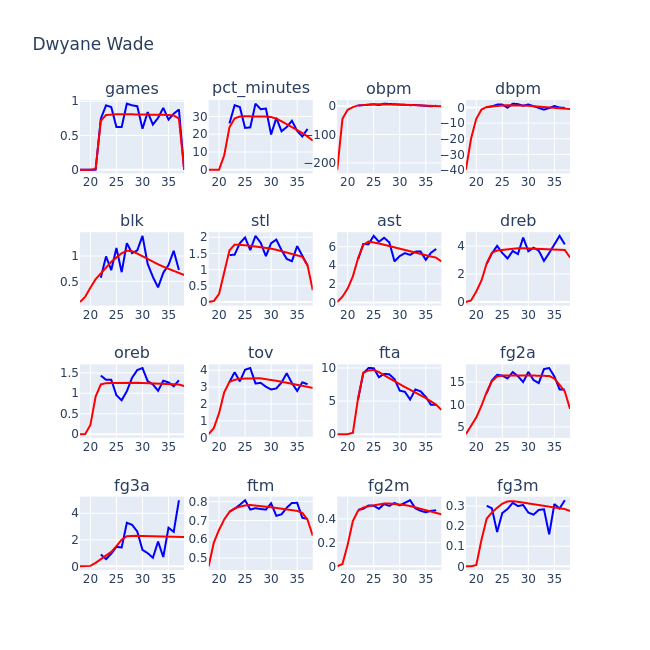 Dwyane Wade
games pct_minutes obpm dbpm
1 0.5 0
30 20 10 0
0 −100 −200
0 −10 −20 −30 −40
20 25 30 35 20 25 30 35 20 25 30 35 20 25 30 35
blk stl ast dreb
1 0.5
2 1.5 1 0.5 0
6 4 2 0
4 2 0
20 25 30 35 20 25 30 35 20 25 30 35 20 25 30 35
oreb tov fta fg2a
1.5 1 0.5 0
4 3 2 1 0
10 5 0
15 10 5
20 25 30 35 20 25 30 35 20 25 30 35 20 25 30 35
fg3a ftm fg2m fg3m
4 2 0
0.8 0.7 0.6 0.5
0.4 0.2 0
0.3 0.2 0.1 0
20 25 30 35 20 25 30 35 20 25 30 35 20 25 30 35